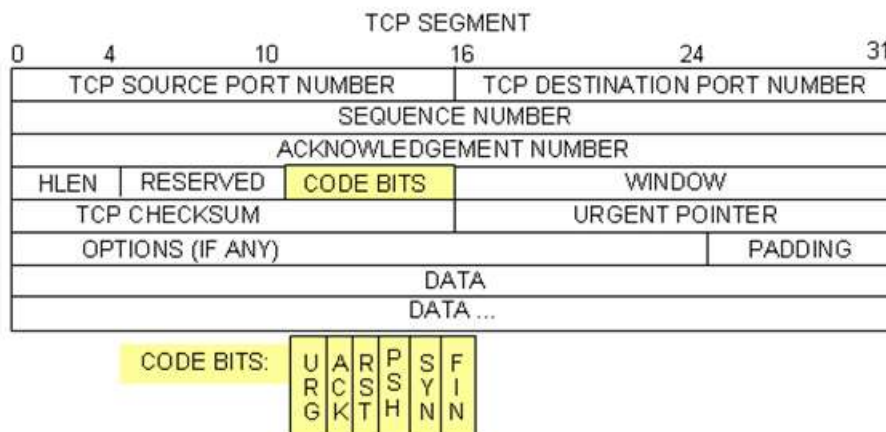 TCP SEGMENT
0 4 10 16 24 31
TCP SOURCE PORT NUMBER TCP DESTINATION PORT NUMBER
SEQUENCE NUMBER
ACKNOWLEDGEMENT NUMBER
HLEN RESERVED CODE BITS WINDOW
TCP CHECKSUM URGENT POINTER
OPTIONS (IF ANY) PADDING
DATA
DATA ...
CODE BITS: URG ACK RST PSH SYN FIN